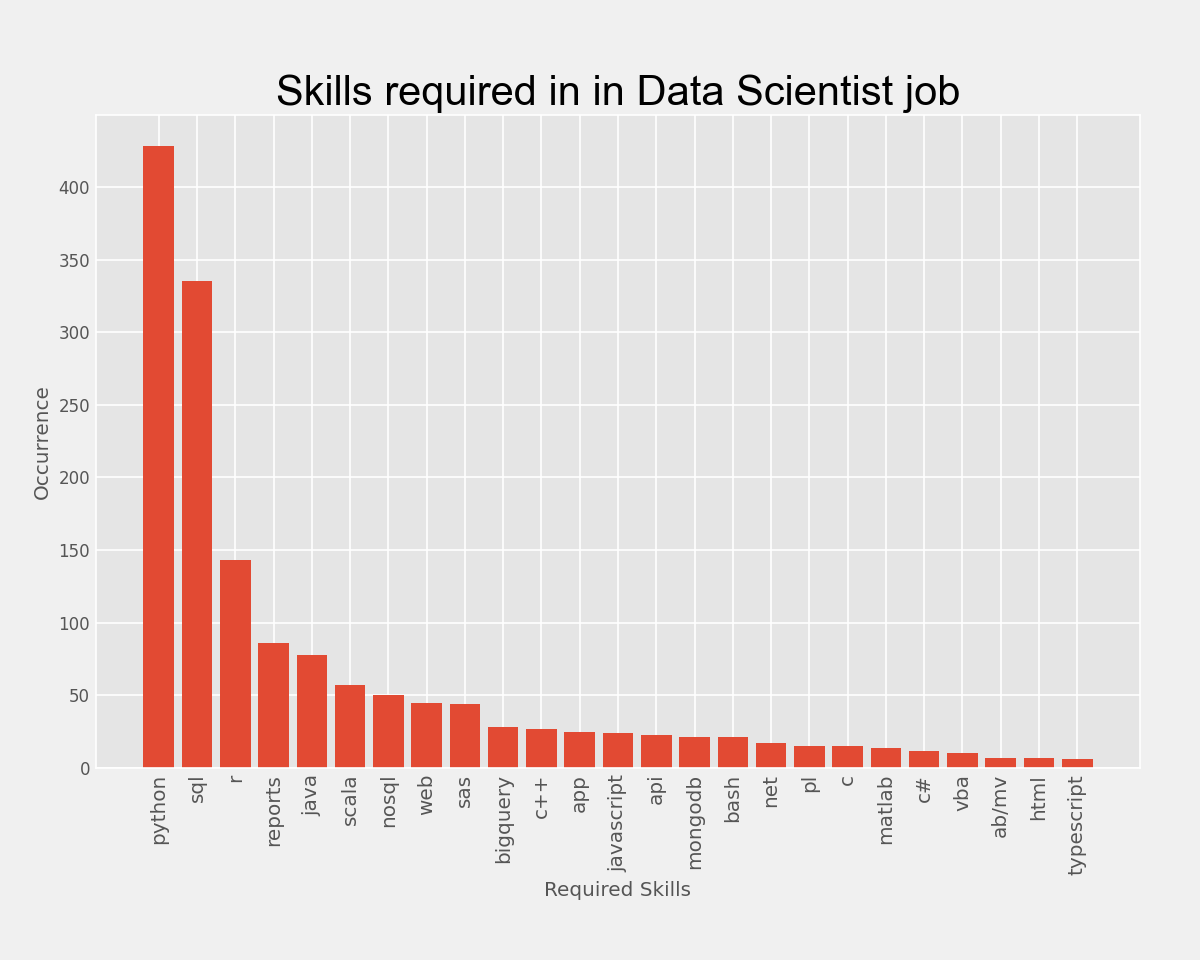 Skills required in in Data Scientist job
Occurrence
400
350
300
250
200
150
100
50
0
python
sql
r
reports
java
scala
nosql
web
sas
bigquery
c++
app
javascript
api
mongodb
bash
net
pl
c
matlab
c#
vba
ab/mv
html
typescript
Required Skills